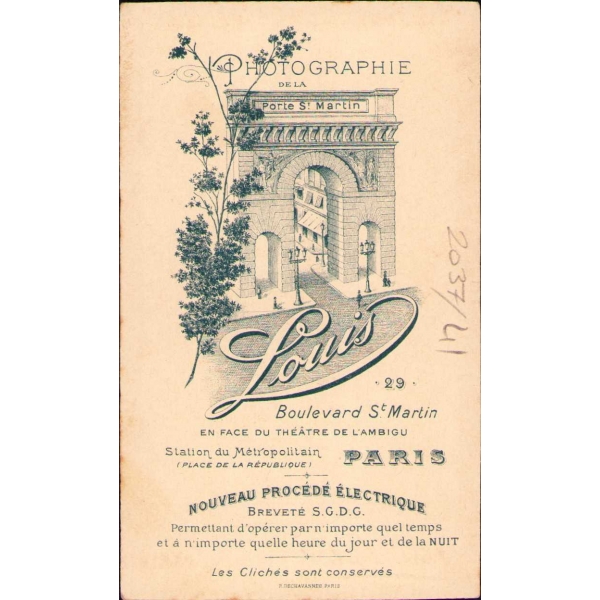 PHOTOGRAPHIE
DE LA
Porte St Martin
Louis
29
Boulevard St Martin
EN FACE DU THÉÂTRE DE L'AMBIGU
Station du Métropolitain
(PLACE DE LA RÉPUBLIQUE)
PARIS
NOUVEAU PROCÉDÉ ÉLECTRIQUE
BREVETÉ S.G.D.G.
Permettant d'opérer par n'importe quel temps
et à n'importe quelle heure du jour et de la NUIT
Les Clichés sont conservés
2037/41